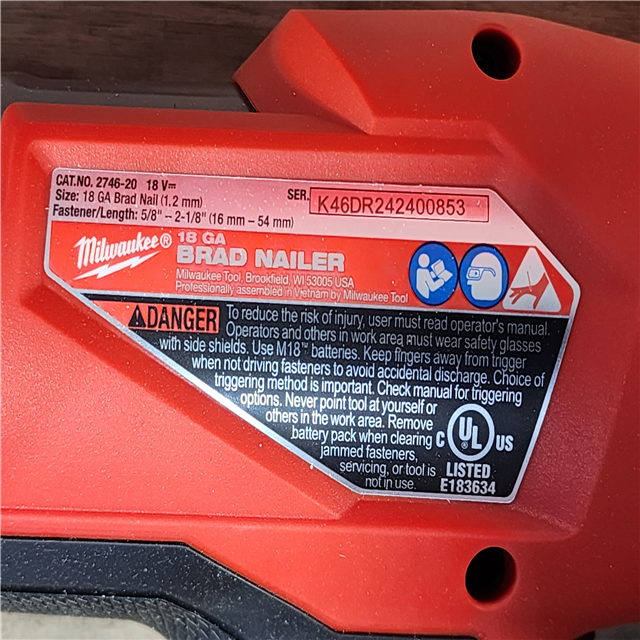 CAT.NO. 2746-20 18 V⎓
Size: 18 GA Brad Nail (1.2 mm)
Fastener/Length: 5/8" – 2-1/8" (16 mm – 54 mm)
SER. K46DR242400853
Milwaukee®
18 GA
BRAD NAILER
Milwaukee Tool, Brookfield, WI 53005 USA
Professionally assembled in Vietnam by Milwaukee Tool
DANGER To reduce the risk of injury, user must read operator's manual.
Operators and others in work area must wear safety glasses
with side shields. Use M18™ batteries. Keep fingers away from trigger
when not driving fasteners to avoid accidental discharge. Choice of
triggering method is important. Check manual for triggering
options. Never point tool at yourself or
others in the work area. Remove
battery pack when clearing
jammed fasteners,
servicing, or tool is
not in use.
C UL US
LISTED
E183634